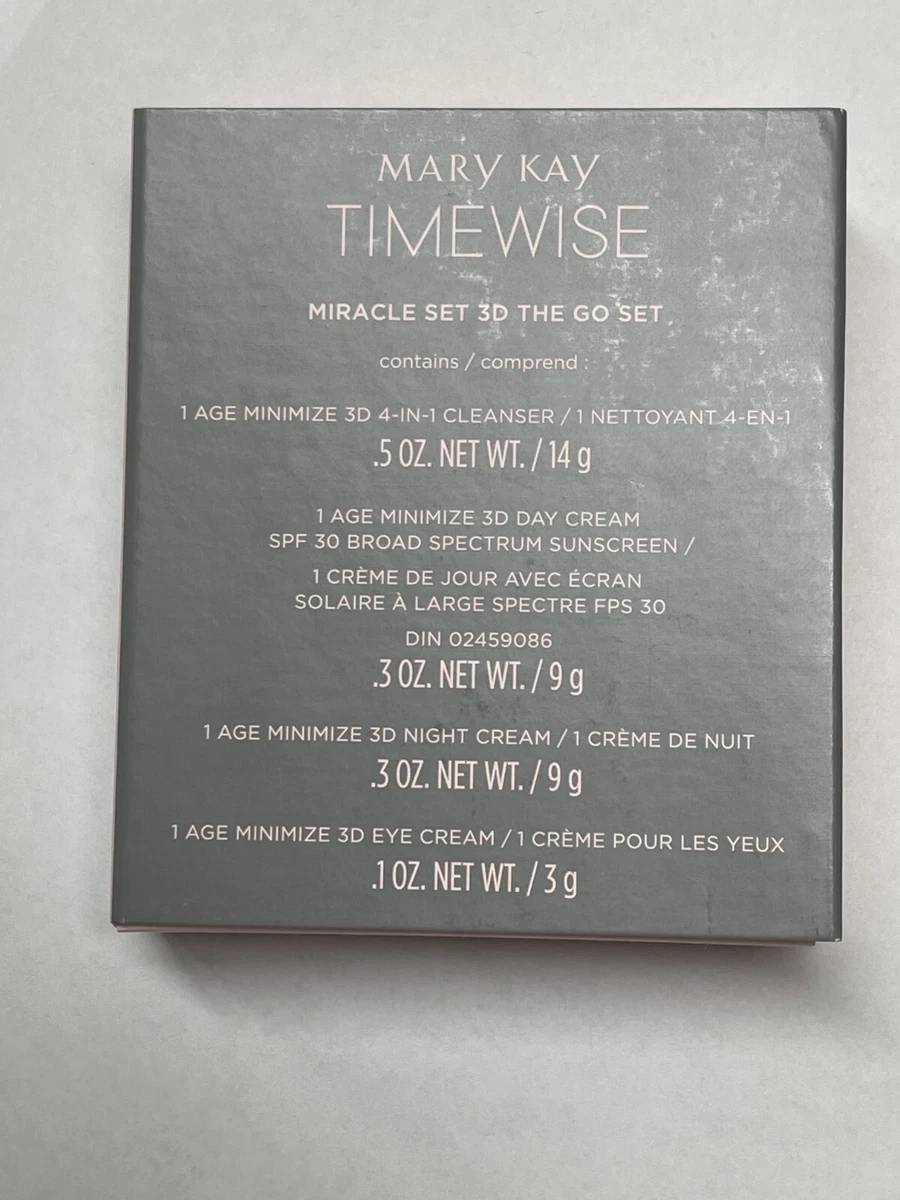 MARY KAY
TIMEWISE
MIRACLE SET 3D THE GO SET
contains / comprend :
1 AGE MINIMIZE 3D 4-IN-1 CLEANSER / 1 NETTOYANT 4-EN-1
.5 OZ. NET WT. / 14 g
1 AGE MINIMIZE 3D DAY CREAM
SPF 30 BROAD SPECTRUM SUNSCREEN /
1 CRÈME DE JOUR AVEC ÉCRAN
SOLAIRE À LARGE SPECTRE FPS 30
DIN 02459086
.3 OZ. NET WT. / 9 g
1 AGE MINIMIZE 3D NIGHT CREAM / 1 CRÈME DE NUIT
.3 OZ. NET WT. / 9 g
1 AGE MINIMIZE 3D EYE CREAM / 1 CRÈME POUR LES YEUX
.1 OZ. NET WT. / 3 g